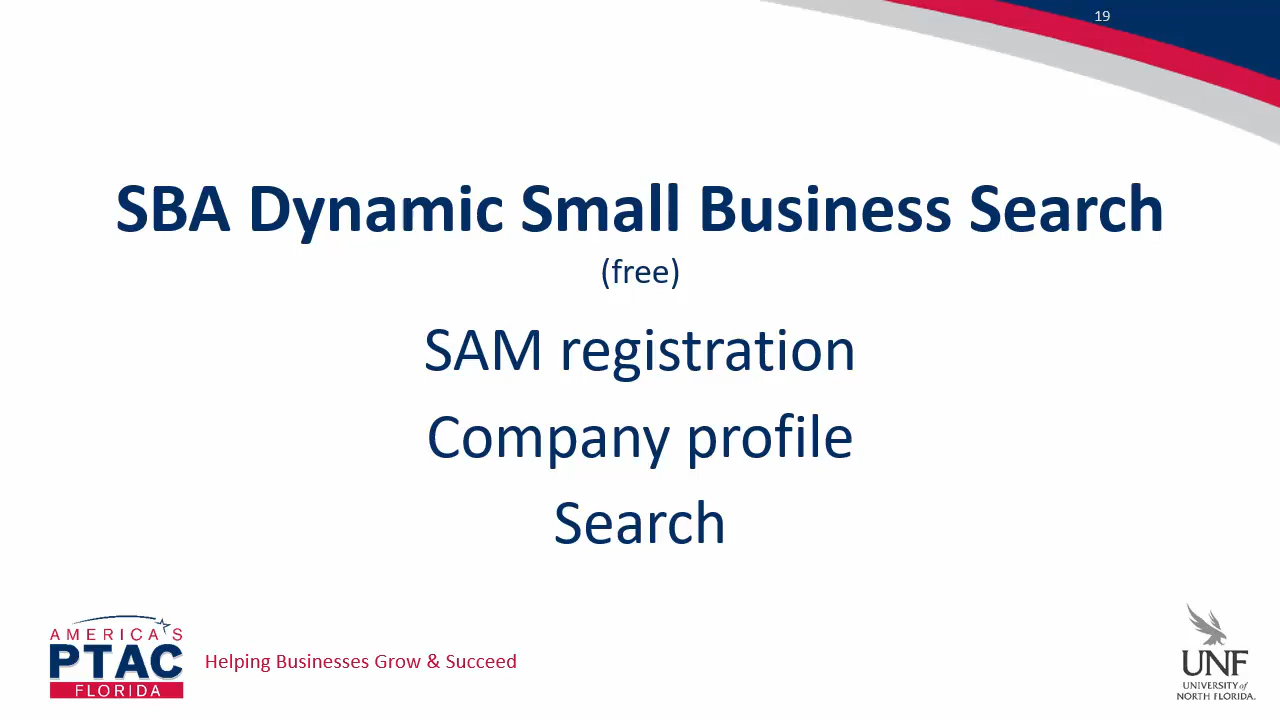 19
SBA Dynamic Small Business Search
(free)
SAM registration
Company profile
Search
AMERICA'S
PTAC
FLORIDA
Helping Businesses Grow & Succeed
UNF
UNIVERSITY of
NORTH FLORIDA.